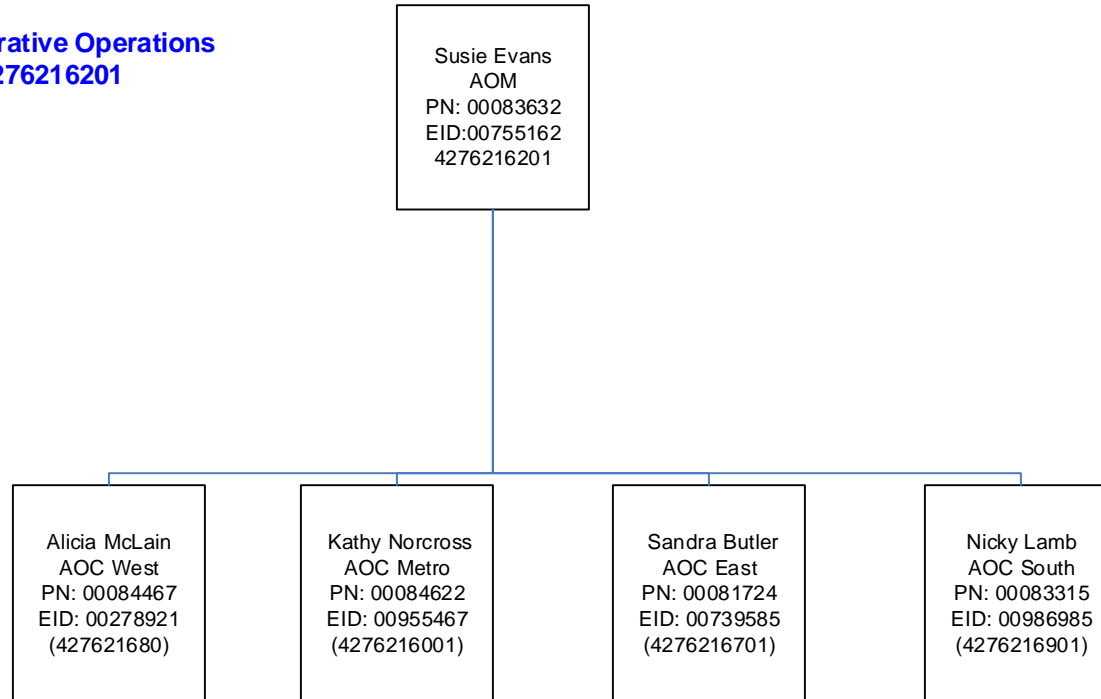 rative Operations
276216201
Susie Evans
AOM
PN: 00083632
EID:00755162
4276216201
Alicia McLain
AOC West
PN: 00084467
EID: 00278921
(427621680)
Kathy Norcross
AOC Metro
PN: 00084622
EID: 00955467
(4276216001)
Sandra Butler
AOC East
PN: 00081724
EID: 00739585
(4276216701)
Nicky Lamb
AOC South
PN: 00083315
EID: 00986985
(4276216901)